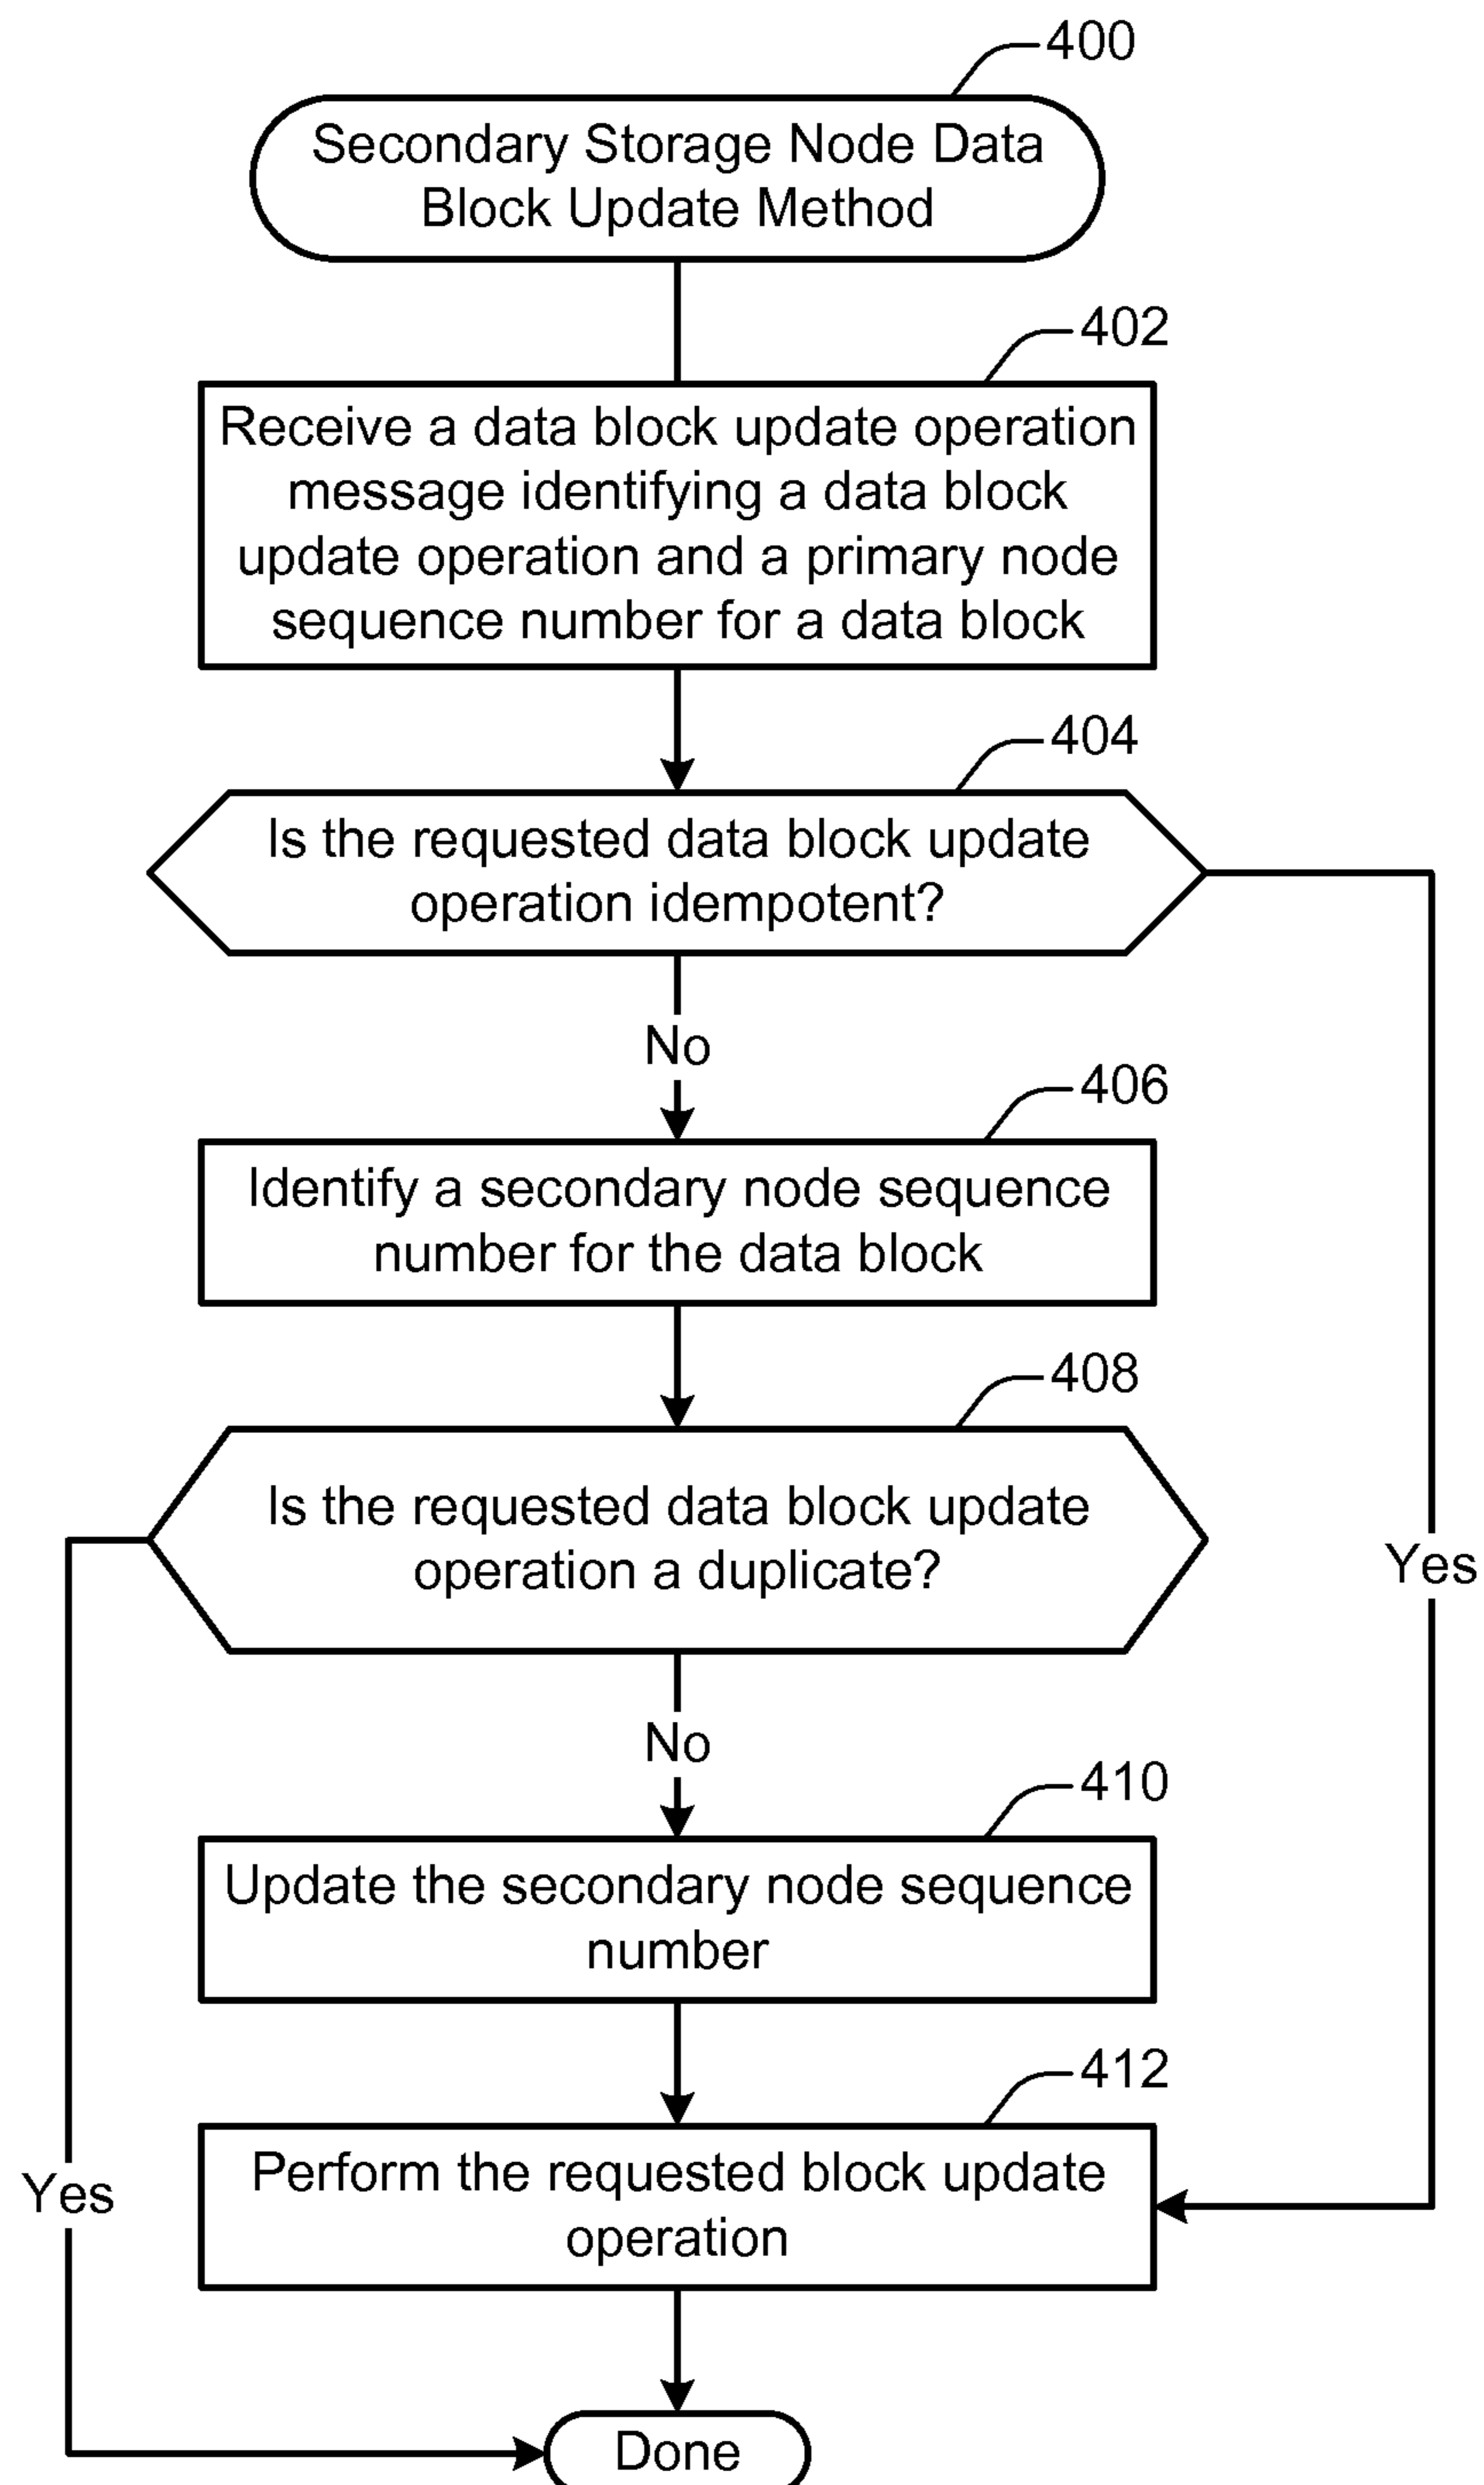 400
Secondary Storage Node Data
Block Update Method
402
Receive a data block update operation
message identifying a data block
update operation and a primary node
sequence number for a data block
404
Is the requested data block update
operation idempotent?
No
406
Identify a secondary node sequence
number for the data block
408
Is the requested data block update
operation a duplicate?
Yes
No
410
Update the secondary node sequence
number
412
Perform the requested block update
operation
Yes
Done